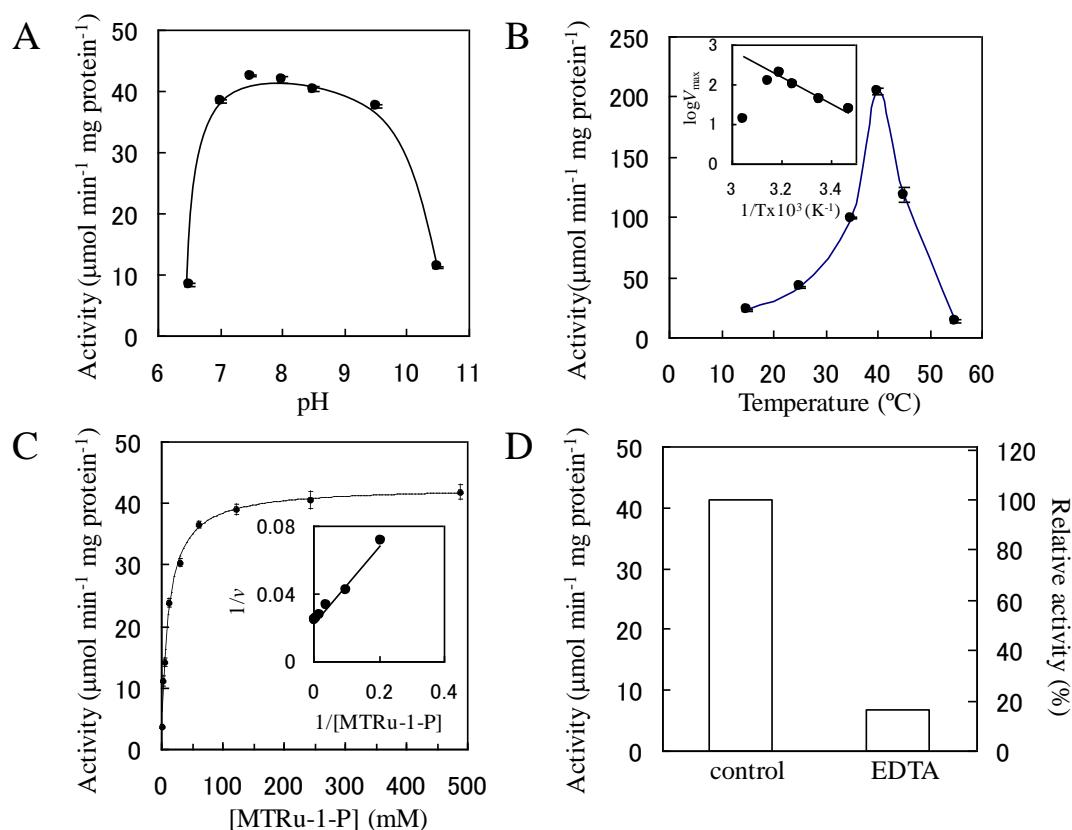 A
Activity (μmol min-1 mg protein-1)
50
40
30
20
10
0
6 7 8 9 10 11
pH
B
Activity(μmol min-1 mg protein-1)
250
200
150
100
50
0
0 10 20 30 40 50 60
Temperature (ºC)
logVmax
3
2
1
0
3 3.2 3.4
1/Tx10³ (K-1)
C
Activity (μmol min-1 mg protein-1)
50
40
30
20
10
0
0 100 200 300 400 500
[MTRu-1-P] (mM)
1/v
0.08
0.04
0
0 0.2 0.4
1/[MTRu-1-P]
D
Activity (μmol min-1 mg protein-1)
50
40
30
20
10
0
control EDTA
120
100
80
60
40
20
0
Relative activity (%)